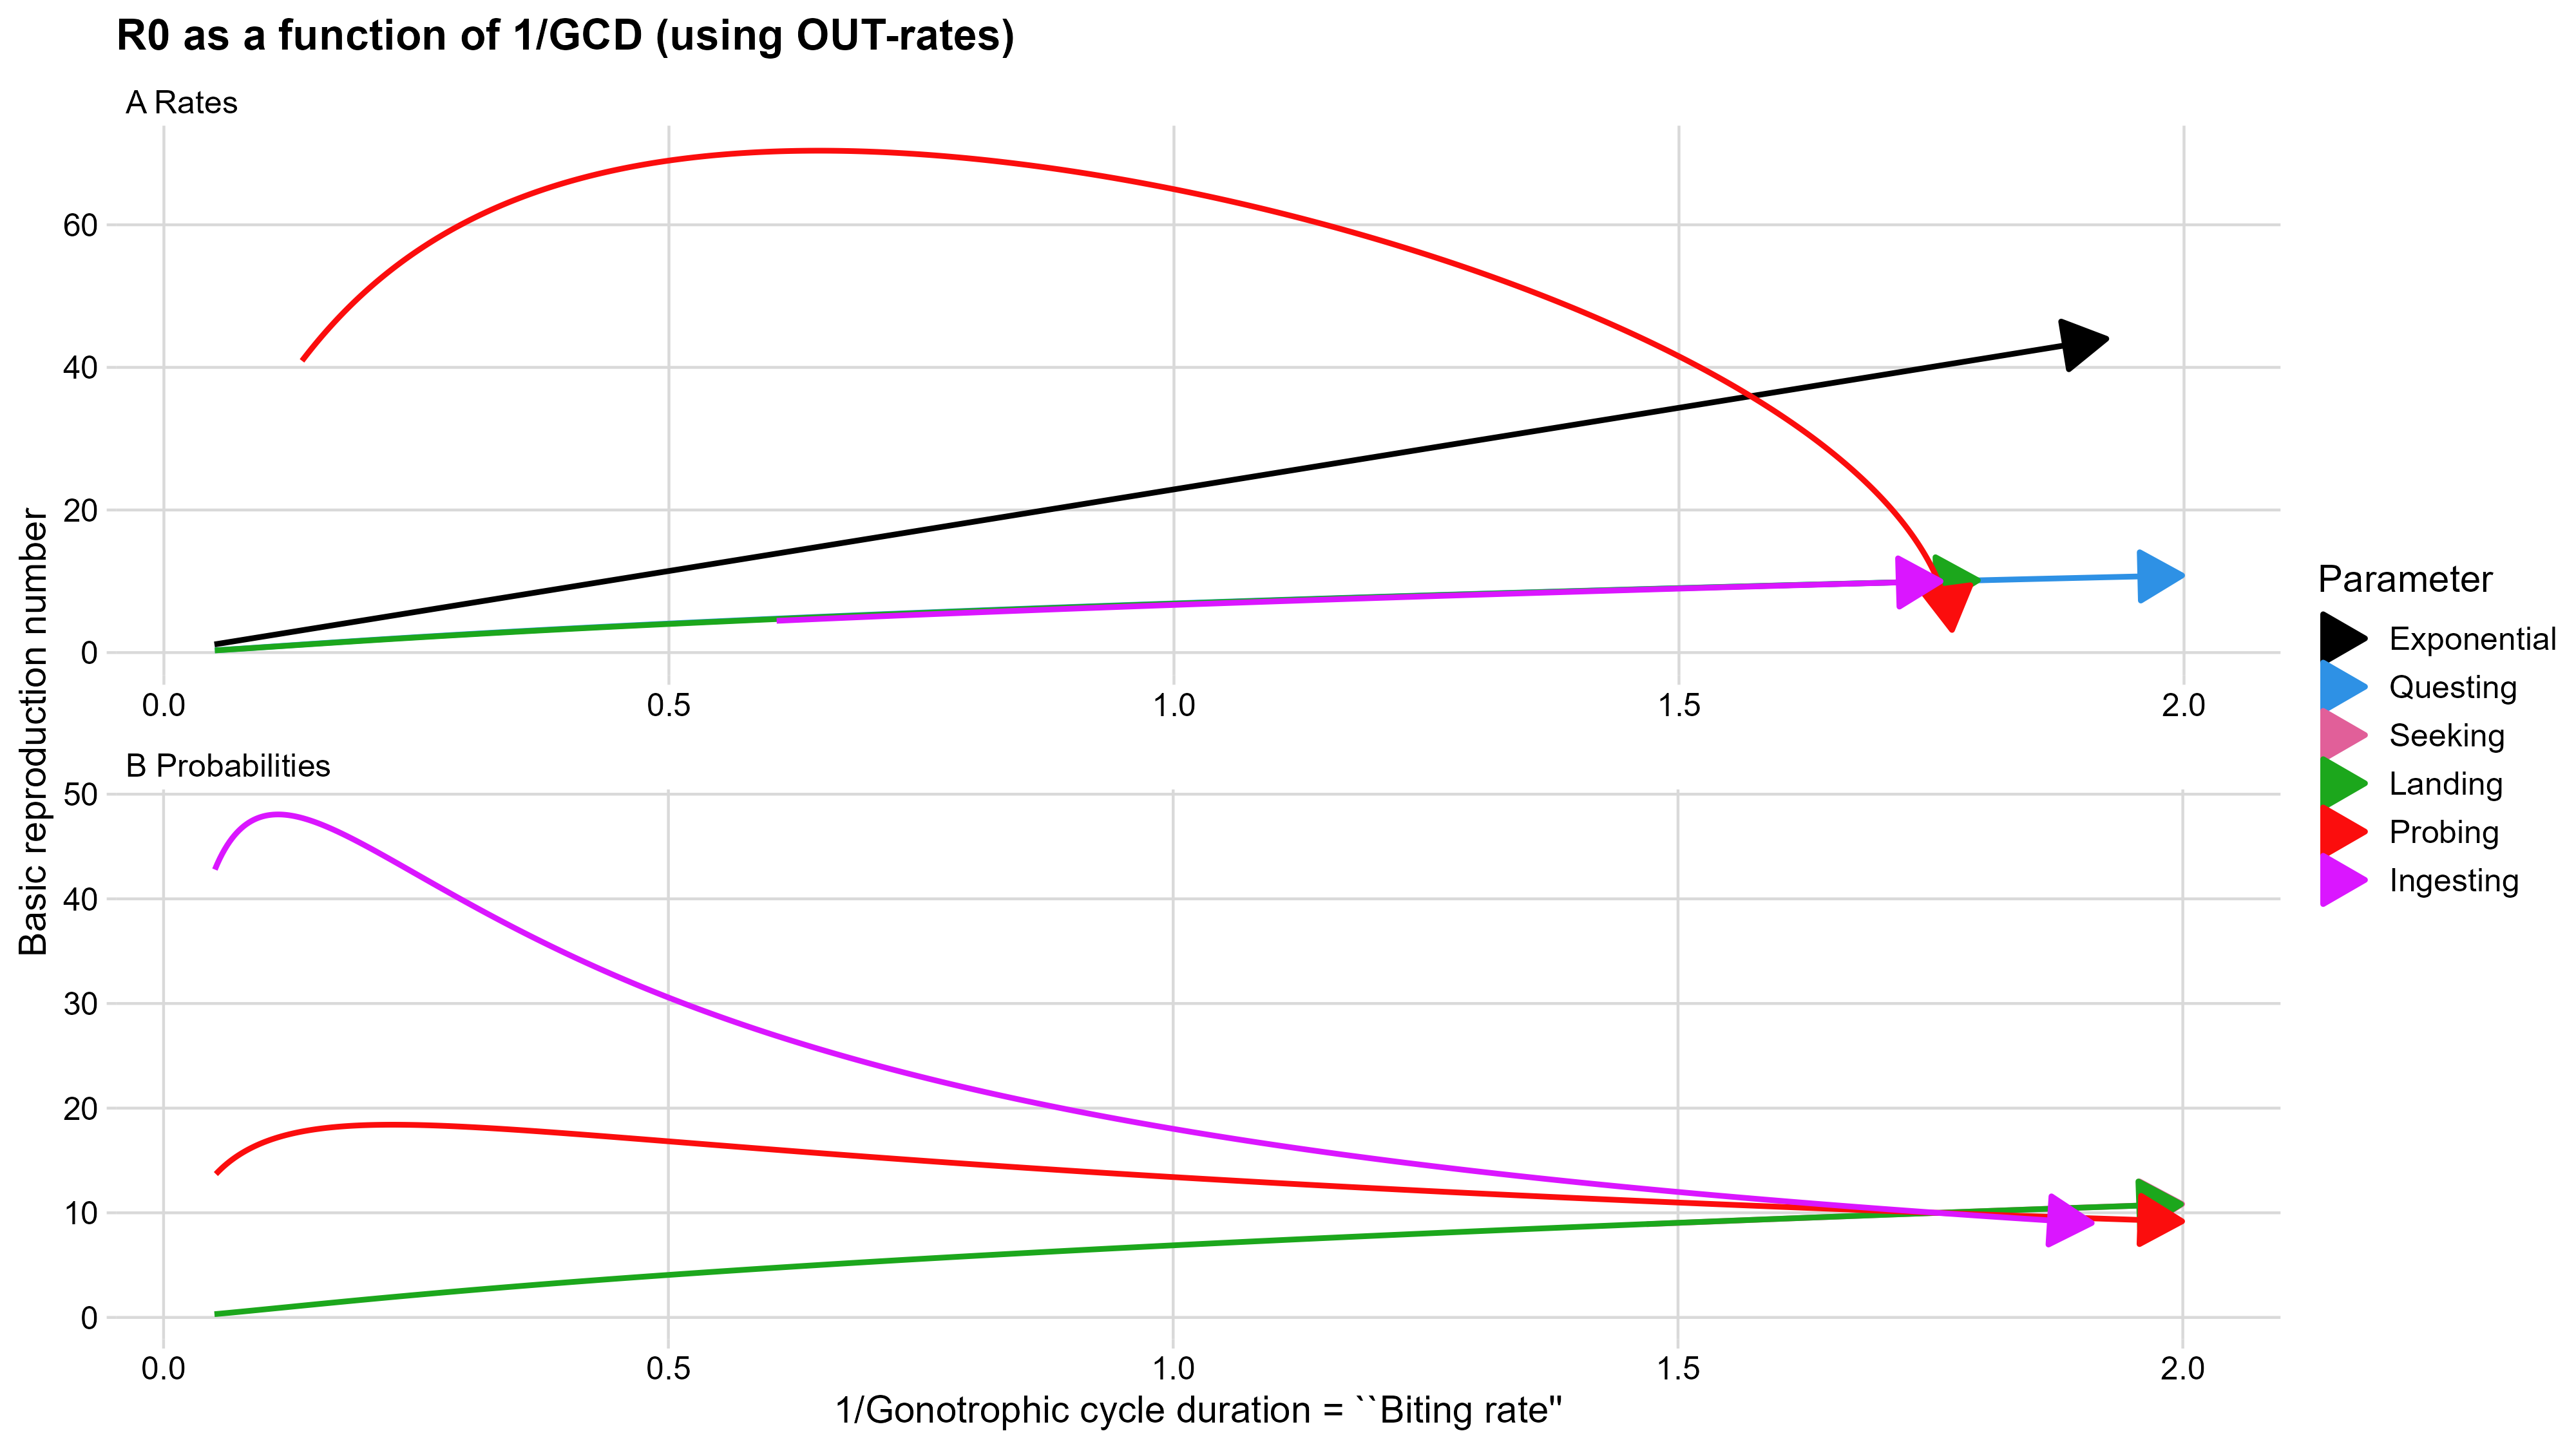 R0 as a function of 1/GCD (using OUT-rates)
A Rates
60
40
20
0
0.0 0.5 1.0 1.5 2.0
B Probabilities
50
40
30
20
10
0
0.0 0.5 1.0 1.5 2.0
1/Gonotrophic cycle duration = ``Biting rate"
Basic reproduction number
Parameter
Exponential
Questing
Seeking
Landing
Probing
Ingesting